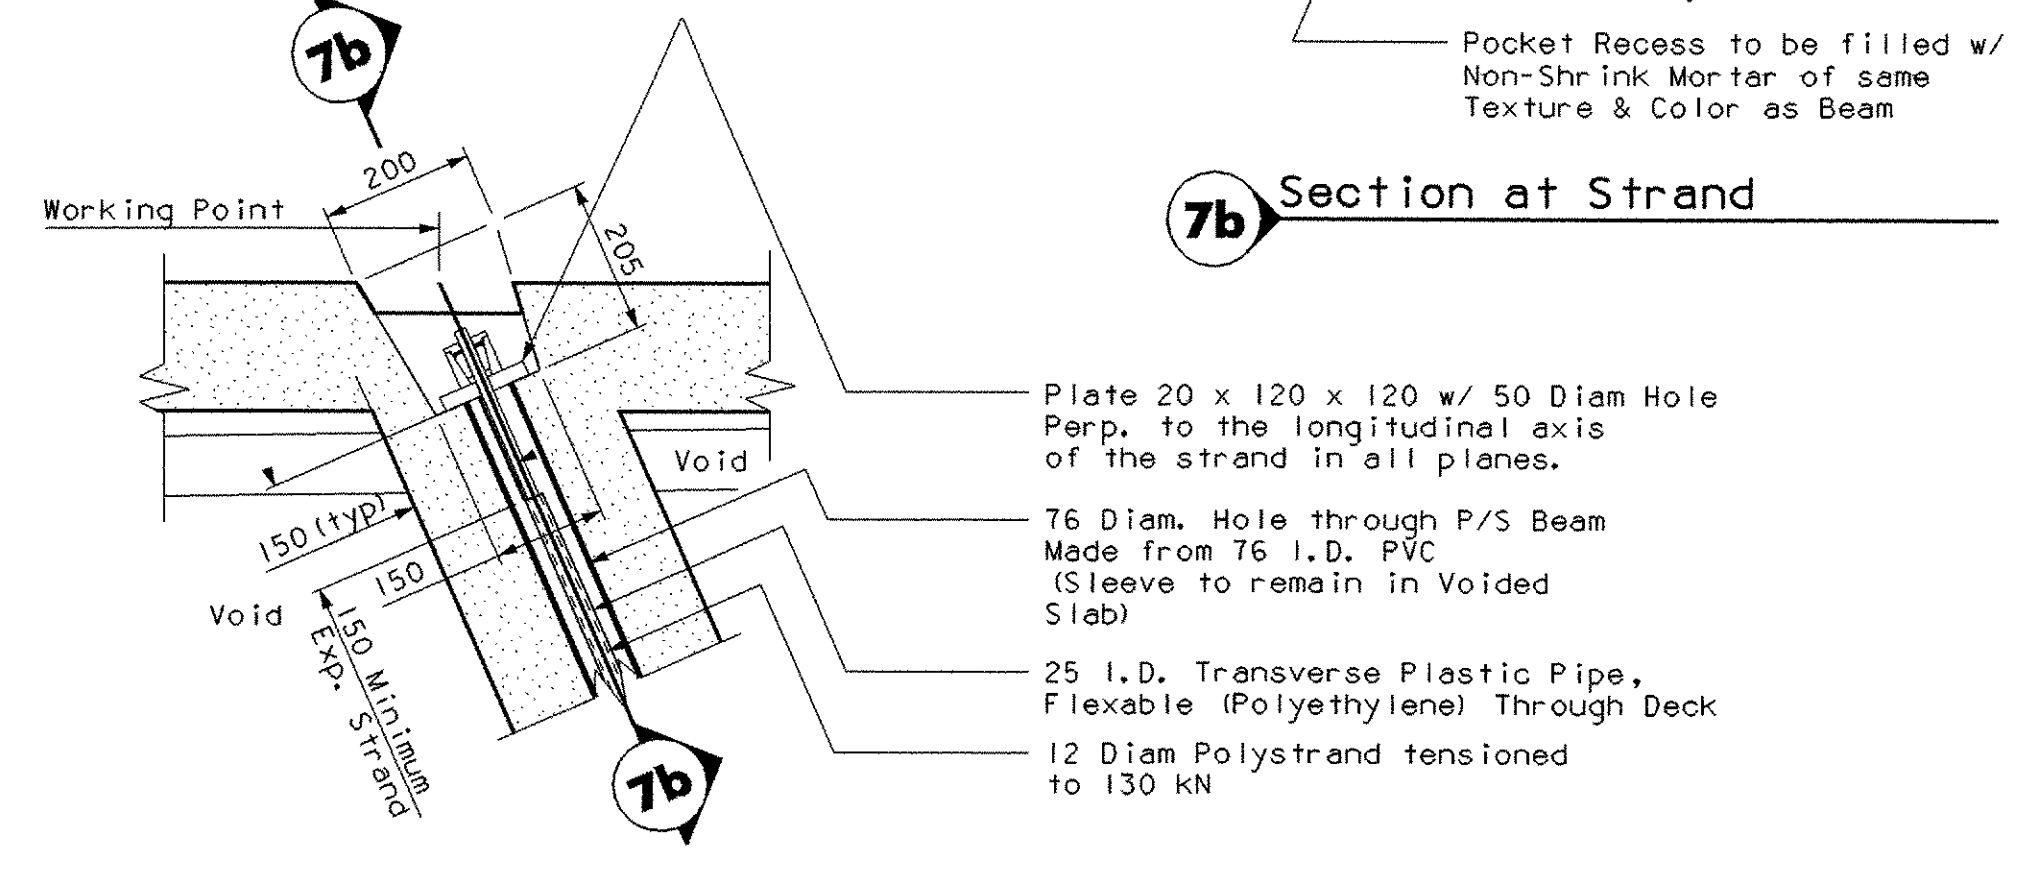 7b
Pocket Recess to be filled w/
Non-Shrink Mortar of same
Texture & Color as Beam
7b Section at Strand
200
Working Point
205
Plate 20 x 120 x 120 w/ 50 Diam Hole
Perp. to the longitudinal axis
of the strand in all planes.
Void
76 Diam. Hole through P/S Beam
Made from 76 I.D. PVC
(Sleeve to remain in Voided
Slab)
150 (typ)
150
Void
150 Minimum
Exp. Strand
25 I.D. Transverse Plastic Pipe,
Flexable (Polyethylene) Through Deck
12 Diam Polystrand tensioned
to 130 kN
7b